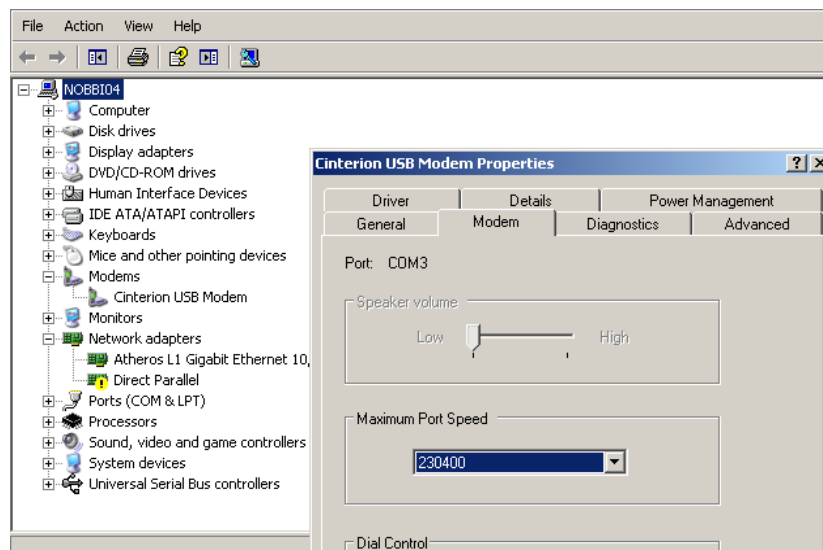 File Action View Help
NOBBI04
Computer
Disk drives
Display adapters
DVD/CD-ROM drives
Human Interface Devices
IDE ATA/ATAPI controllers
Keyboards
Mice and other pointing devices
Modems
Cinterion USB Modem
Monitors
Network adapters
Atheros L1 Gigabit Ethernet 10,
Direct Parallel
Ports (COM & LPT)
Processors
Sound, video and game controllers
System devices
Universal Serial Bus controllers
Cinterion USB Modem Properties
Driver Details Power Management
General Modem Diagnostics Advanced
Port: COM3
Speaker volume
Low High
Maximum Port Speed
230400
Dial Control